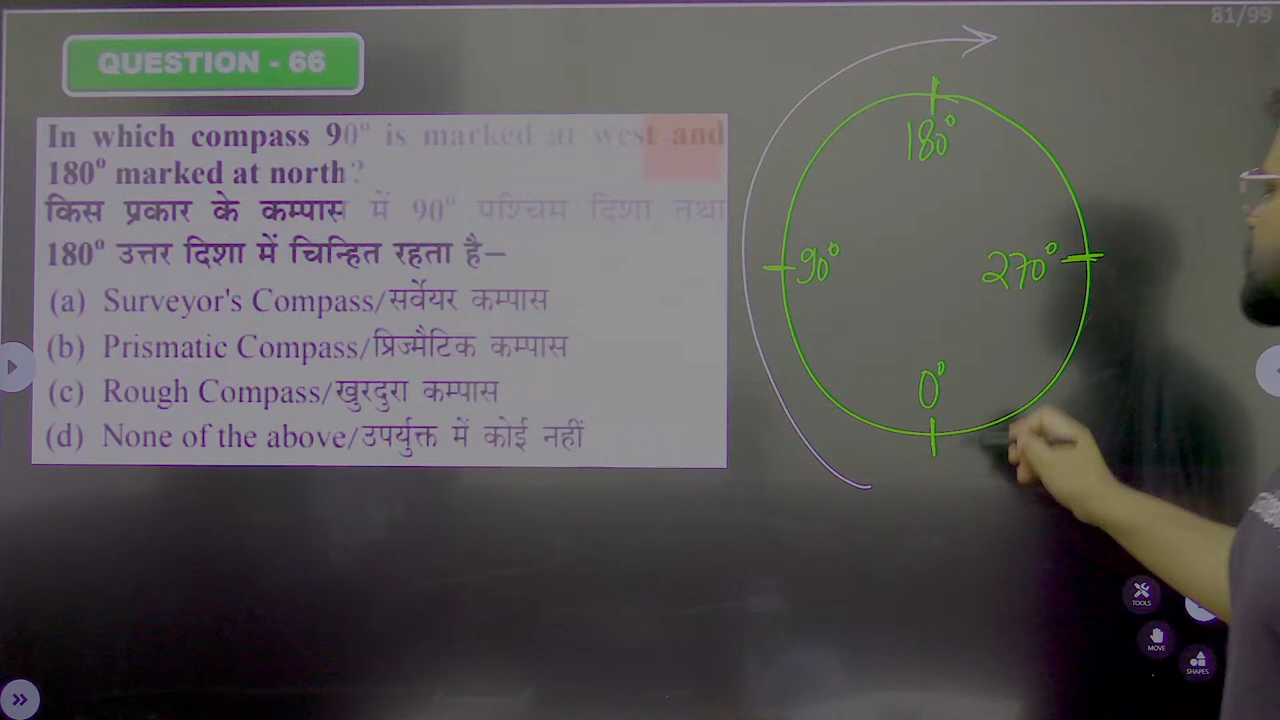 81/99
QUESTION - 66
In which compass 90° is marked at west and
180° marked at north?
किस प्रकार के कम्पास में 90° पश्चिम दिशा तथा
180° उत्तर दिशा में चिन्हित रहता है–
(a) Surveyor's Compass/सर्वेयर कम्पास
(b) Prismatic Compass/प्रिज्मैटिक कम्पास
(c) Rough Compass/खुरदुरा कम्पास
(d) None of the above/उपर्युक्त में कोई नहीं
180°
90°
270°
0°
TOOLS
MOVE
SHAPES